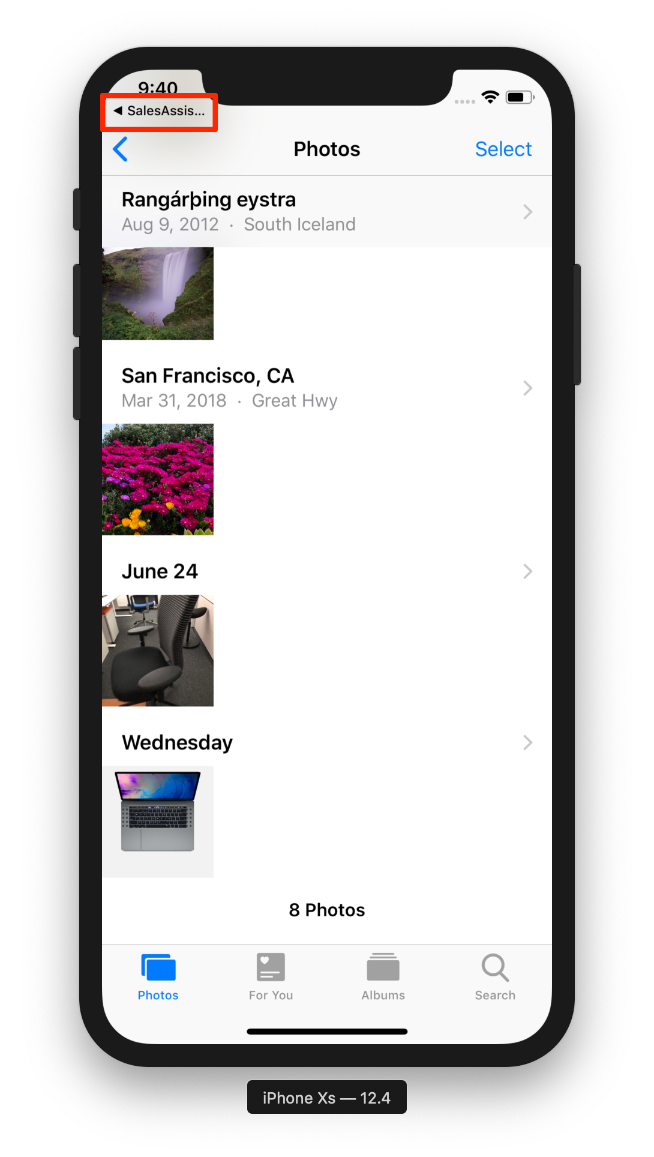 9:40
◀ SalesAssis...
Photos
Select
Rangárþing eystra
Aug 9, 2012 · South Iceland
San Francisco, CA
Mar 31, 2018 · Great Hwy
June 24
Wednesday
8 Photos
Photos
For You
Albums
Search
iPhone Xs — 12.4